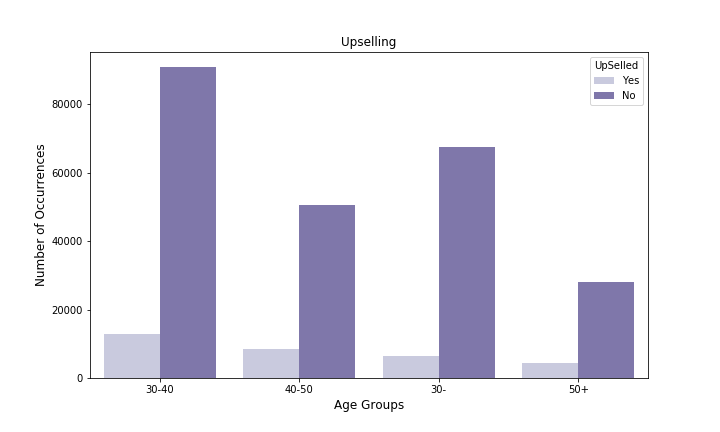 Upselling
UpSelled
Yes
No
80000
60000
40000
20000
0
Number of Occurrences
30-40
40-50
30-
50+
Age Groups